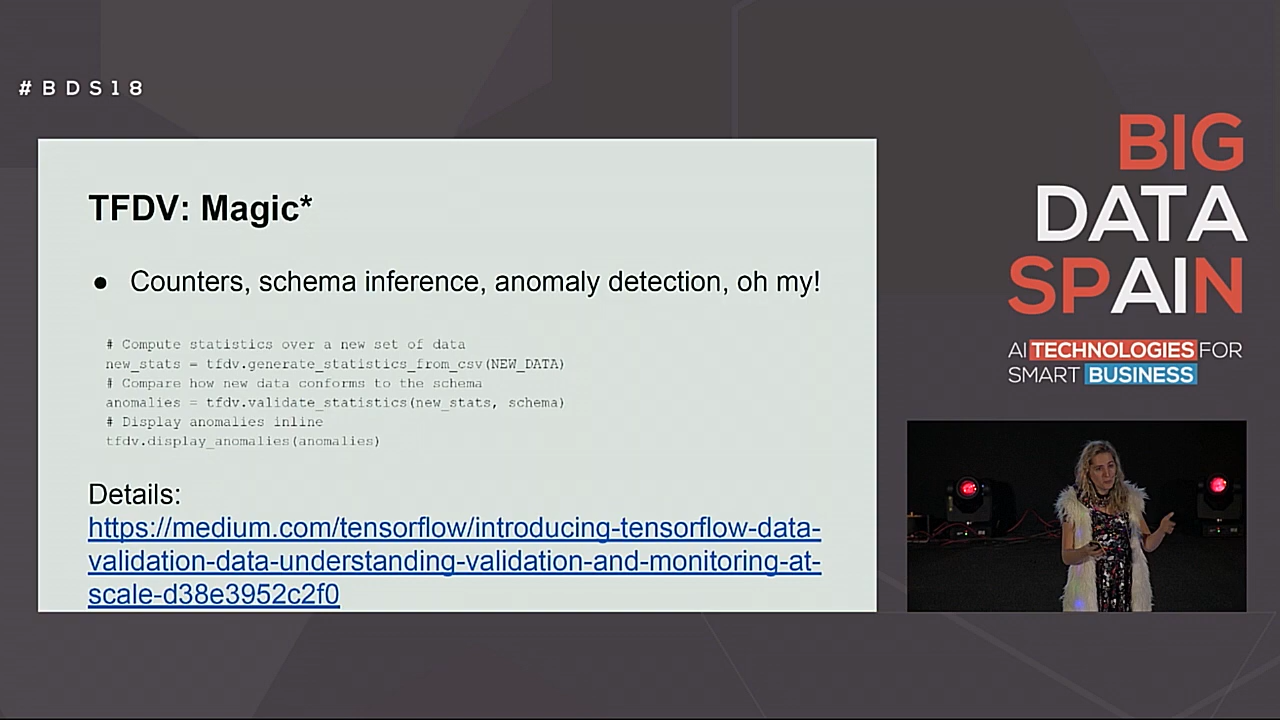 #BDS18
TFDV: Magic*
● Counters, schema inference, anomaly detection, oh my!
# Compute statistics over a new set of data
new_stats = tfdv.generate_statistics_from_csv(NEW_DATA)
# Compare how new data conforms to the schema
anomalies = tfdv.validate_statistics(new_stats, schema)
# Display anomalies inline
tfdv.display_anomalies(anomalies)
Details:
https://medium.com/tensorflow/introducing-tensorflow-data-
validation-data-understanding-validation-and-monitoring-at-
scale-d38e3952c2f0
BIG
DATA
SPAIN
AI TECHNOLOGIES FOR
SMART BUSINESS